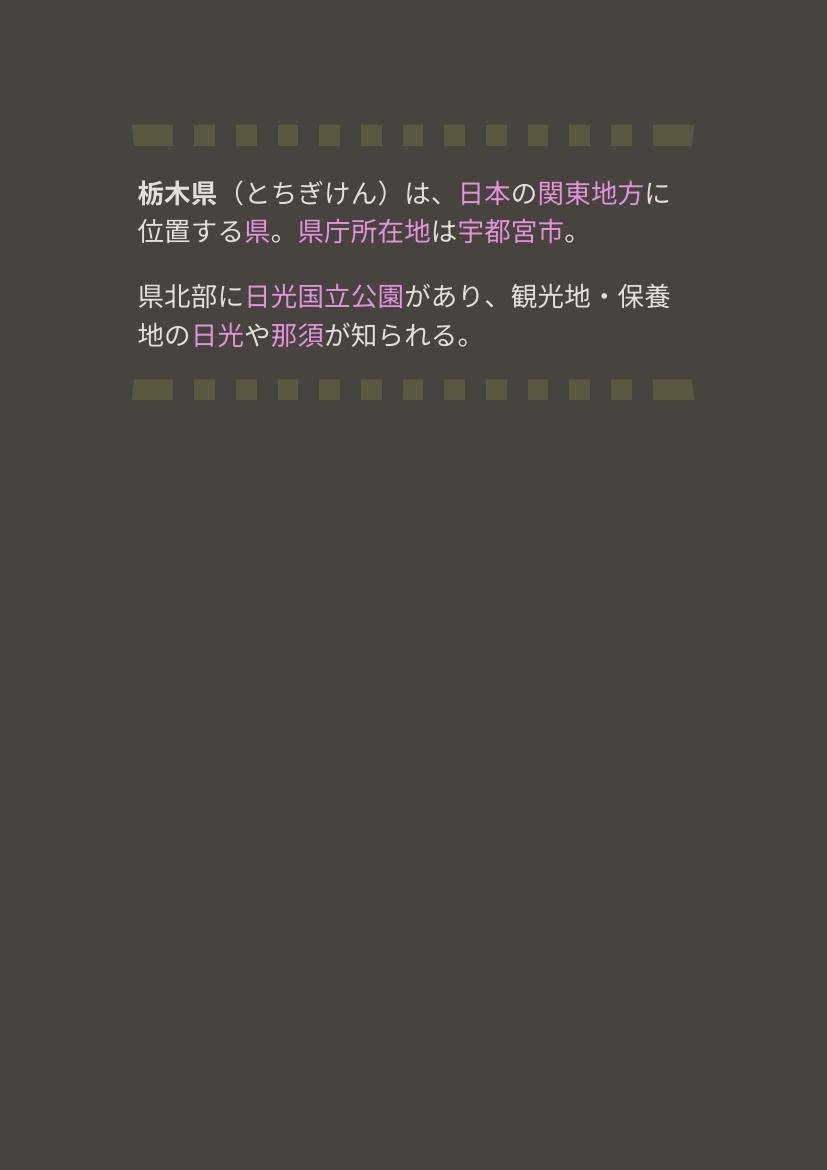 栃木県（とちぎけん）は、日本の関東地方に
位置する県。県庁所在地は宇都宮市。
県北部に日光国立公園があり、観光地・保養
地の日光や那須が知られる。